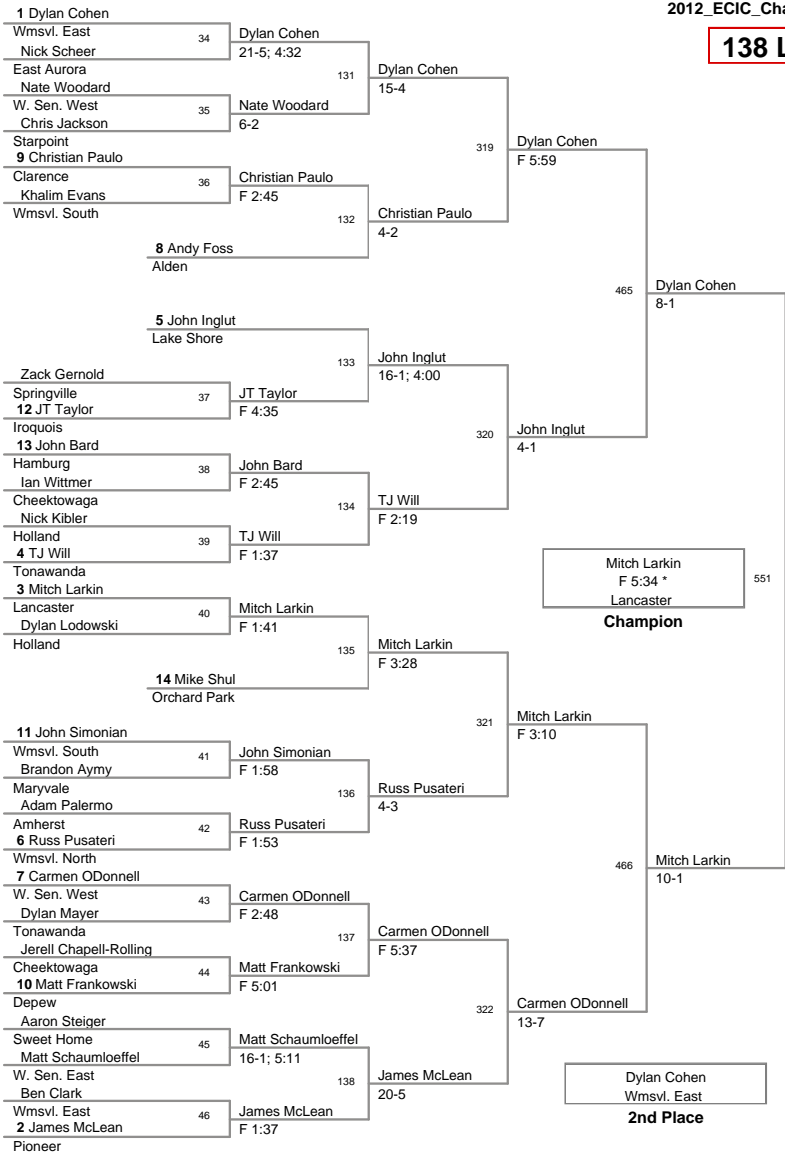 2012_ECIC_Cha
138 L
1 Dylan Cohen
Wmsvl. East
34
Nick Scheer
East Aurora
Dylan Cohen
21-5; 4:32
131
Nate Woodard
W. Sen. West
35
Chris Jackson
Starpoint
Nate Woodard
6-2
Dylan Cohen
15-4
319
9 Christian Paulo
Clarence
36
Khalim Evans
Wmsvl. South
Christian Paulo
F 2:45
132
8 Andy Foss
Alden
Christian Paulo
4-2
Dylan Cohen
F 5:59
465
5 John Inglut
Lake Shore
133
Zack Gernold
Springville
37
12 JT Taylor
Iroquois
JT Taylor
F 4:35
John Inglut
16-1; 4:00
320
13 John Bard
Hamburg
38
Ian Wittmer
Cheektowaga
John Bard
F 2:45
134
Nick Kibler
Holland
39
4 TJ Will
Tonawanda
TJ Will
F 1:37
TJ Will
F 2:19
John Inglut
4-1
Dylan Cohen
8-1
Mitch Larkin
F 5:34 *
Lancaster
551
Champion
3 Mitch Larkin
Lancaster
40
Dylan Lodowski
Holland
Mitch Larkin
F 1:41
135
14 Mike Shul
Orchard Park
Mitch Larkin
F 3:28
321
11 John Simonian
Wmsvl. South
41
Brandon Aymy
Maryvale
John Simonian
F 1:58
136
Adam Palermo
Amherst
42
6 Russ Pusateri
Wmsvl. North
Russ Pusateri
F 1:53
Russ Pusateri
4-3
Mitch Larkin
F 3:10
466
7 Carmen ODonnell
W. Sen. West
43
Dylan Mayer
Tonawanda
Carmen ODonnell
F 2:48
137
Jerell Chapell-Rolling
Cheektowaga
44
10 Matt Frankowski
Depew
Matt Frankowski
F 5:01
Carmen ODonnell
F 5:37
322
Aaron Steiger
Sweet Home
45
Matt Schaumloeffel
W. Sen. East
Matt Schaumloeffel
16-1; 5:11
138
Ben Clark
Wmsvl. East
46
2 James McLean
Pioneer
James McLean
F 1:37
James McLean
20-5
Carmen ODonnell
13-7
Mitch Larkin
10-1
Dylan Cohen
Wmsvl. East
2nd Place